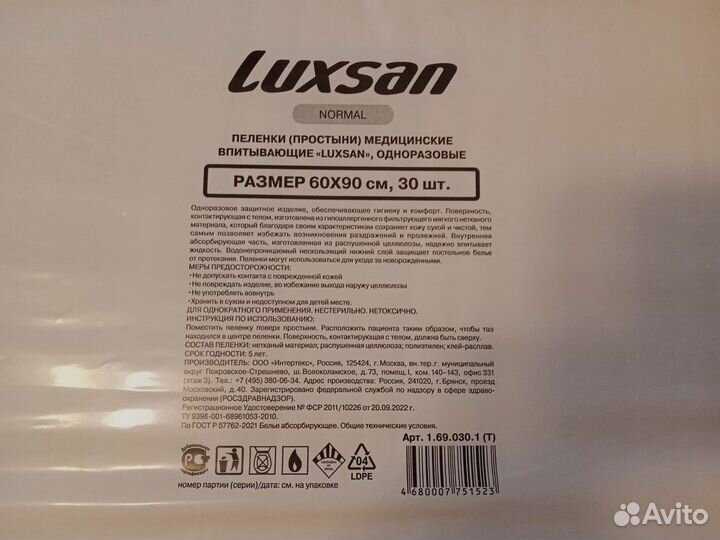 Luxsan
NORMAL
ПЕЛЕНКИ (ПРОСТЫНИ) МЕДИЦИНСКИЕ
ВПИТЫВАЮЩИЕ «LUXSAN», ОДНОРАЗОВЫЕ
РАЗМЕР 60X90 см, 30 шт.
Одноразовое защитное изделие, обеспечивающее гигиену и комфорт. Поверхность,
контактирующая с телом, изготовлена из гипоаллергенного фильтрующего мягкого нетканого
материала, который благодаря своим характеристикам сохраняет кожу сухой и чистой, тем
самым позволяет избежать возникновения раздражений и пролежней. Внутренняя
абсорбирующая часть, изготовленная из распушенной целлюлозы, надежно впитывает
жидкость. Водонепроницаемый нескользящий нижний слой защищает постельное белье
от протекания. Пеленки могут использоваться для ухода за новорожденными.
МЕРЫ ПРЕДОСТОРОЖНОСТИ:
• Не допускать контакта с поврежденной кожей
• Не повреждать изделие, во избежание выхода наружу целлюлозы
• Не употреблять вовнутрь
• Хранить в сухом и недоступном для детей месте.
ДЛЯ ОДНОКРАТНОГО ПРИМЕНЕНИЯ. НЕСТЕРИЛЬНО. НЕТОКСИЧНО.
ИНСТРУКЦИЯ ПО ИСПОЛЬЗОВАНИЮ:
Поместить пеленку поверх простыни. Расположить пациента таким образом, чтобы таз
находился в центре пеленки. Поверхность, контактирующая с телом, должна быть сверху.
СОСТАВ ПЕЛЕНКИ: нетканый материал; распушенная целлюлоза; полиэтилен; клей-расплав.
СРОК ГОДНОСТИ: 5 лет.
ПРОИЗВОДИТЕЛЬ: ООО «Интертекс», Россия, 125424, г. Москва, вн.тер.г. муниципальный
округ Покровское-Стрешнево, ш. Волоколамское, д.73, помещ.I, ком. 140–143, офис 331
(этаж 3). Тел.: +7 (495) 380-06-34. Адрес производства: Россия, 241020, г. Брянск, проезд
Московский, д.40. Зарегистрировано федеральной службой по надзору в сфере здраво-
охранения (РОСЗДРАВНАДЗОР).
Регистрационное Удостоверение № ФСР 2011/10226 от 20.09.2022 г.
ТУ 9398-001-68961053-2010.
По ГОСТ Р 57762-2021 Белье абсорбирующее. Общие технические условия.
Арт. 1.69.030.1 (Т)
04
LDPE
номер партии (серии)/дата: см. на упаковке
4 680007 751523
Avito